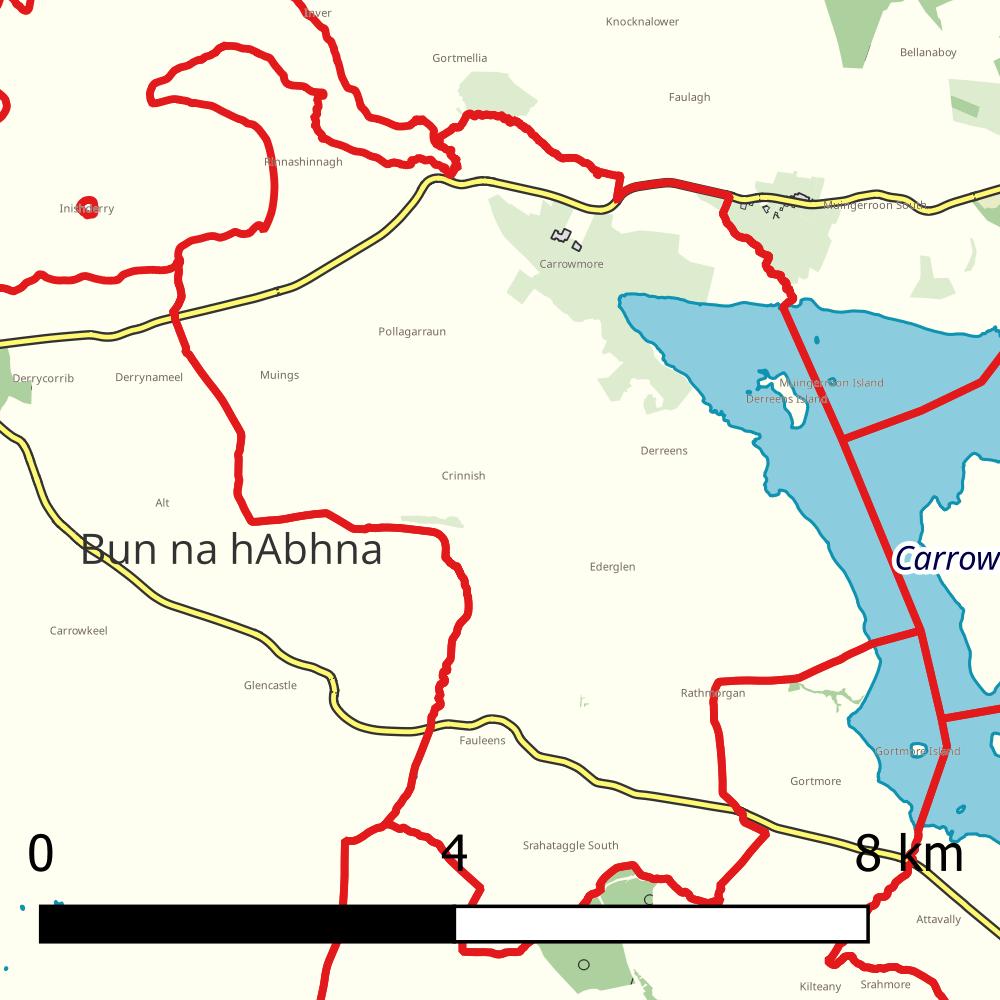 Inver
Knocknalower
Gortmellia
Bellanaboy
Faulagh
Rinnashinnagh
Inishderry
Muingerroon South
Carrowmore
Pollagarraun
Derrycorrib
Derrynameel
Muings
Muingerroon Island
Derreens Island
Derreens
Crinnish
Alt
Bun na hAbhna
Carrow
Ederglen
Carrowkeel
Glencastle
Rathmorgan
Fauleens
Gortmore Island
Gortmore
Srahataggle South
0 4 8 km
Attavally
Kilteany
Srahmore